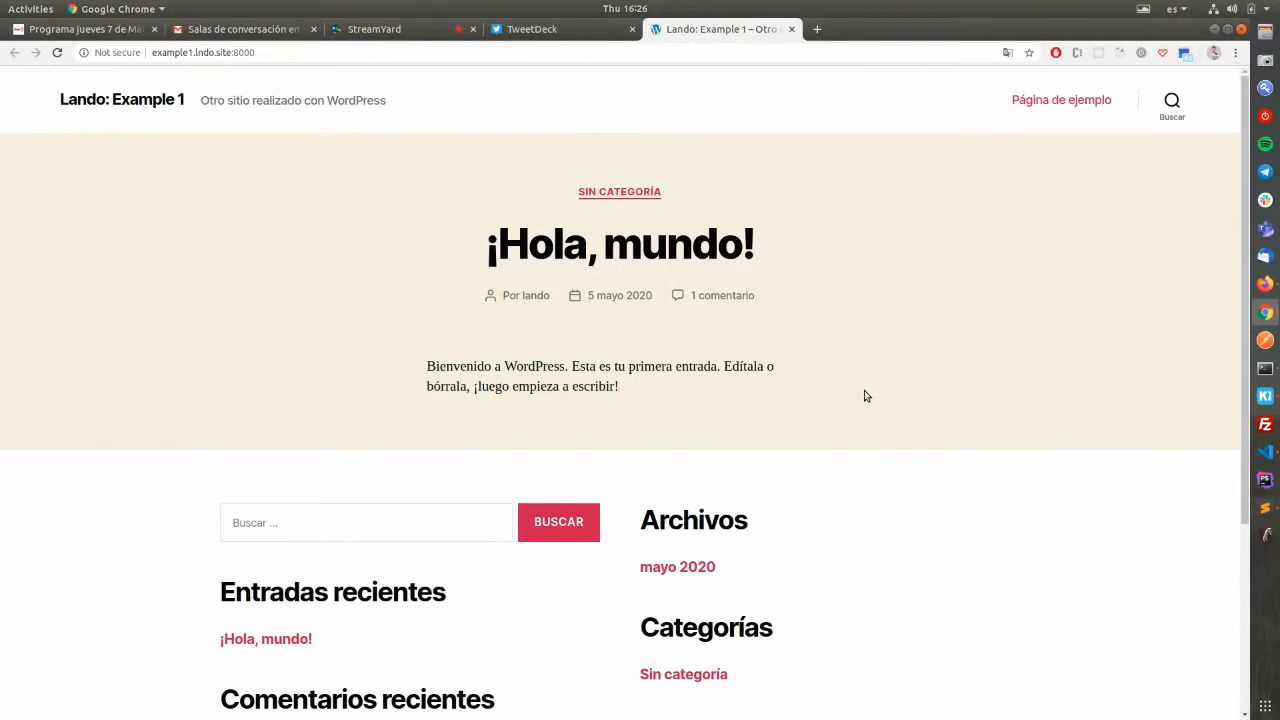 Activities
Google Chrome
Thu 16:26
es
Programa jueves 7 de Ma
Salas de conversación en
StreamYard
TweetDeck
Lando: Example 1 – Otro
Not secure
example1.lndo.site:8000
Lando: Example 1
Otro sitio realizado con WordPress
Página de ejemplo
Buscar
SIN CATEGORÍA
¡Hola, mundo!
Por lando
5 mayo 2020
1 comentario
Bienvenido a WordPress. Esta es tu primera entrada. Edítala o
bórrala, ¡luego empieza a escribir!
Buscar ...
BUSCAR
Archivos
mayo 2020
Entradas recientes
¡Hola, mundo!
Categorías
Sin categoría
Comentarios recientes